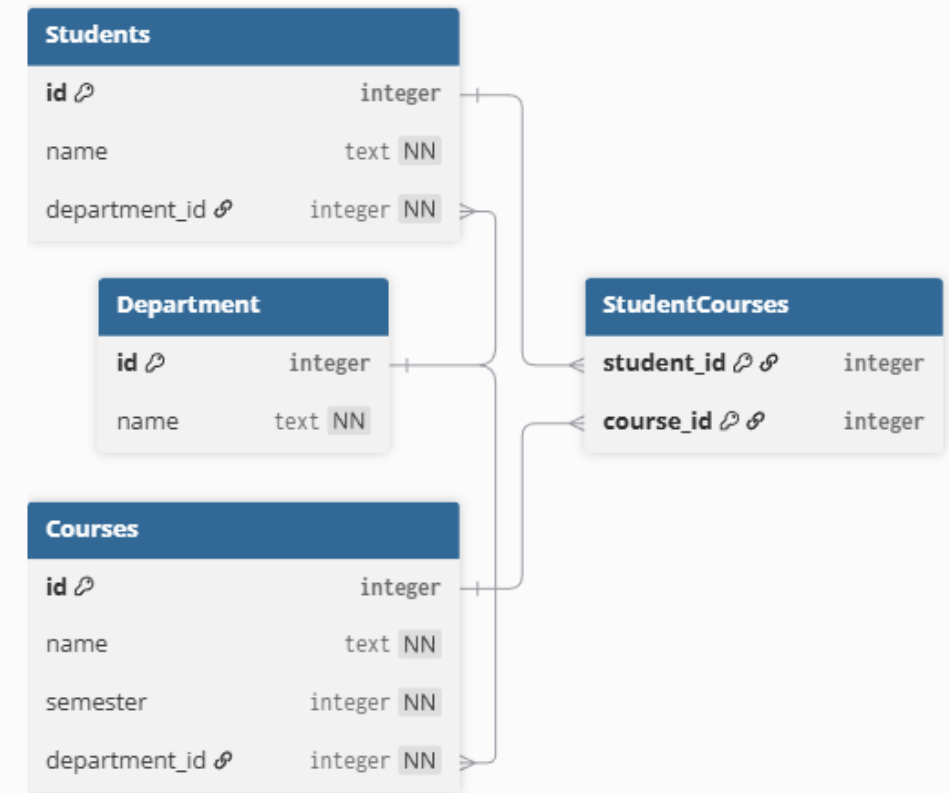 Students
id integer
name text NN
department_id integer NN
Department
id integer
name text NN
StudentCourses
student_id integer
course_id integer
Courses
id integer
name text NN
semester integer NN
department_id integer NN